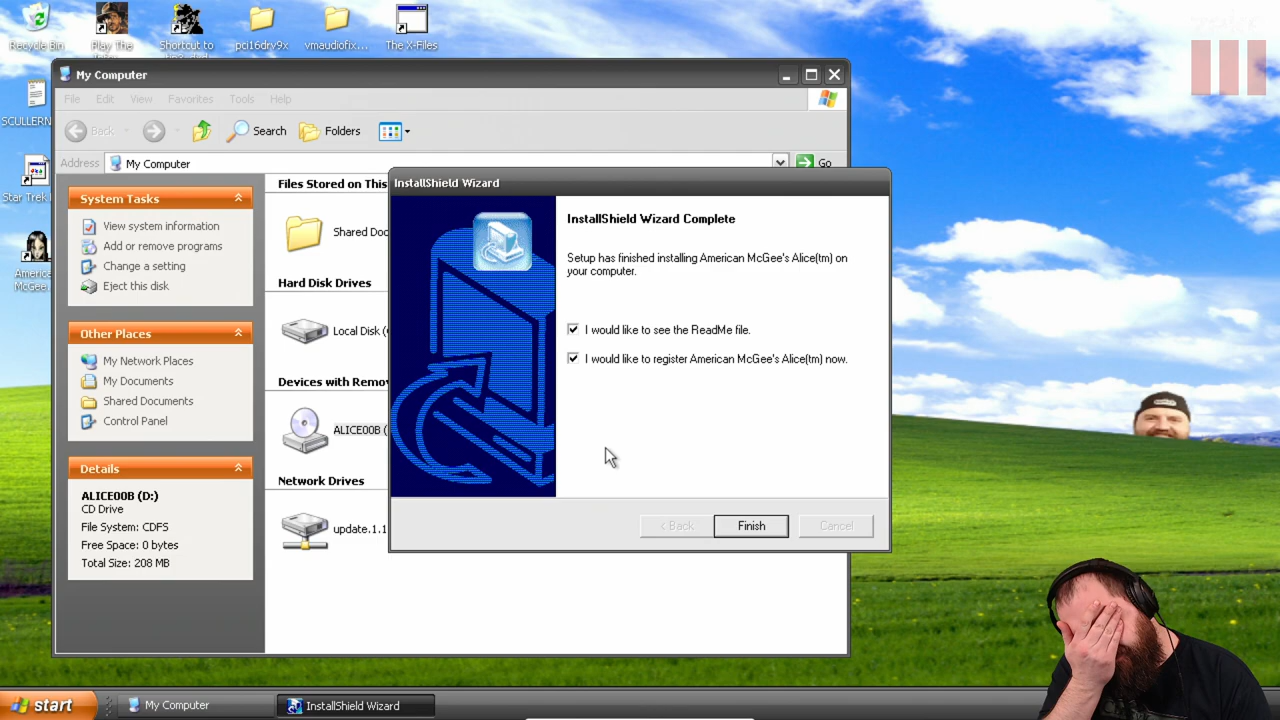 Recycle Bin
Play The
Shortcut to
pci16drv9x
vmaudiofix...
The X-Files
SCULLERN
Star Trek
America
McGee.
My Computer
File Edit View Favorites Tools Help
Back
Search
Folders
Address
My Computer
Go
System Tasks
View system information
Add or remove programs
Change a setting
Eject this disk
Other Places
My Network Places
My Documents
Shared Documents
Control Panel
Details
ALICE00B (D:)
CD Drive
File System: CDFS
Free Space: 0 bytes
Total Size: 208 MB
Files Stored on This
Shared Doc
Hard Disk Drives
Local Disk (
Devices with Remov
ALICE00B (
Network Drives
update.1.1
InstallShield Wizard
InstallShield Wizard Complete
Setup has finished installing American McGee's Alice(tm) on
your computer.
I would like to see the ReadMe file.
I would like to register American McGee's Alice(tm) now.
< Back
Finish
Cancel
start
My Computer
InstallShield Wizard